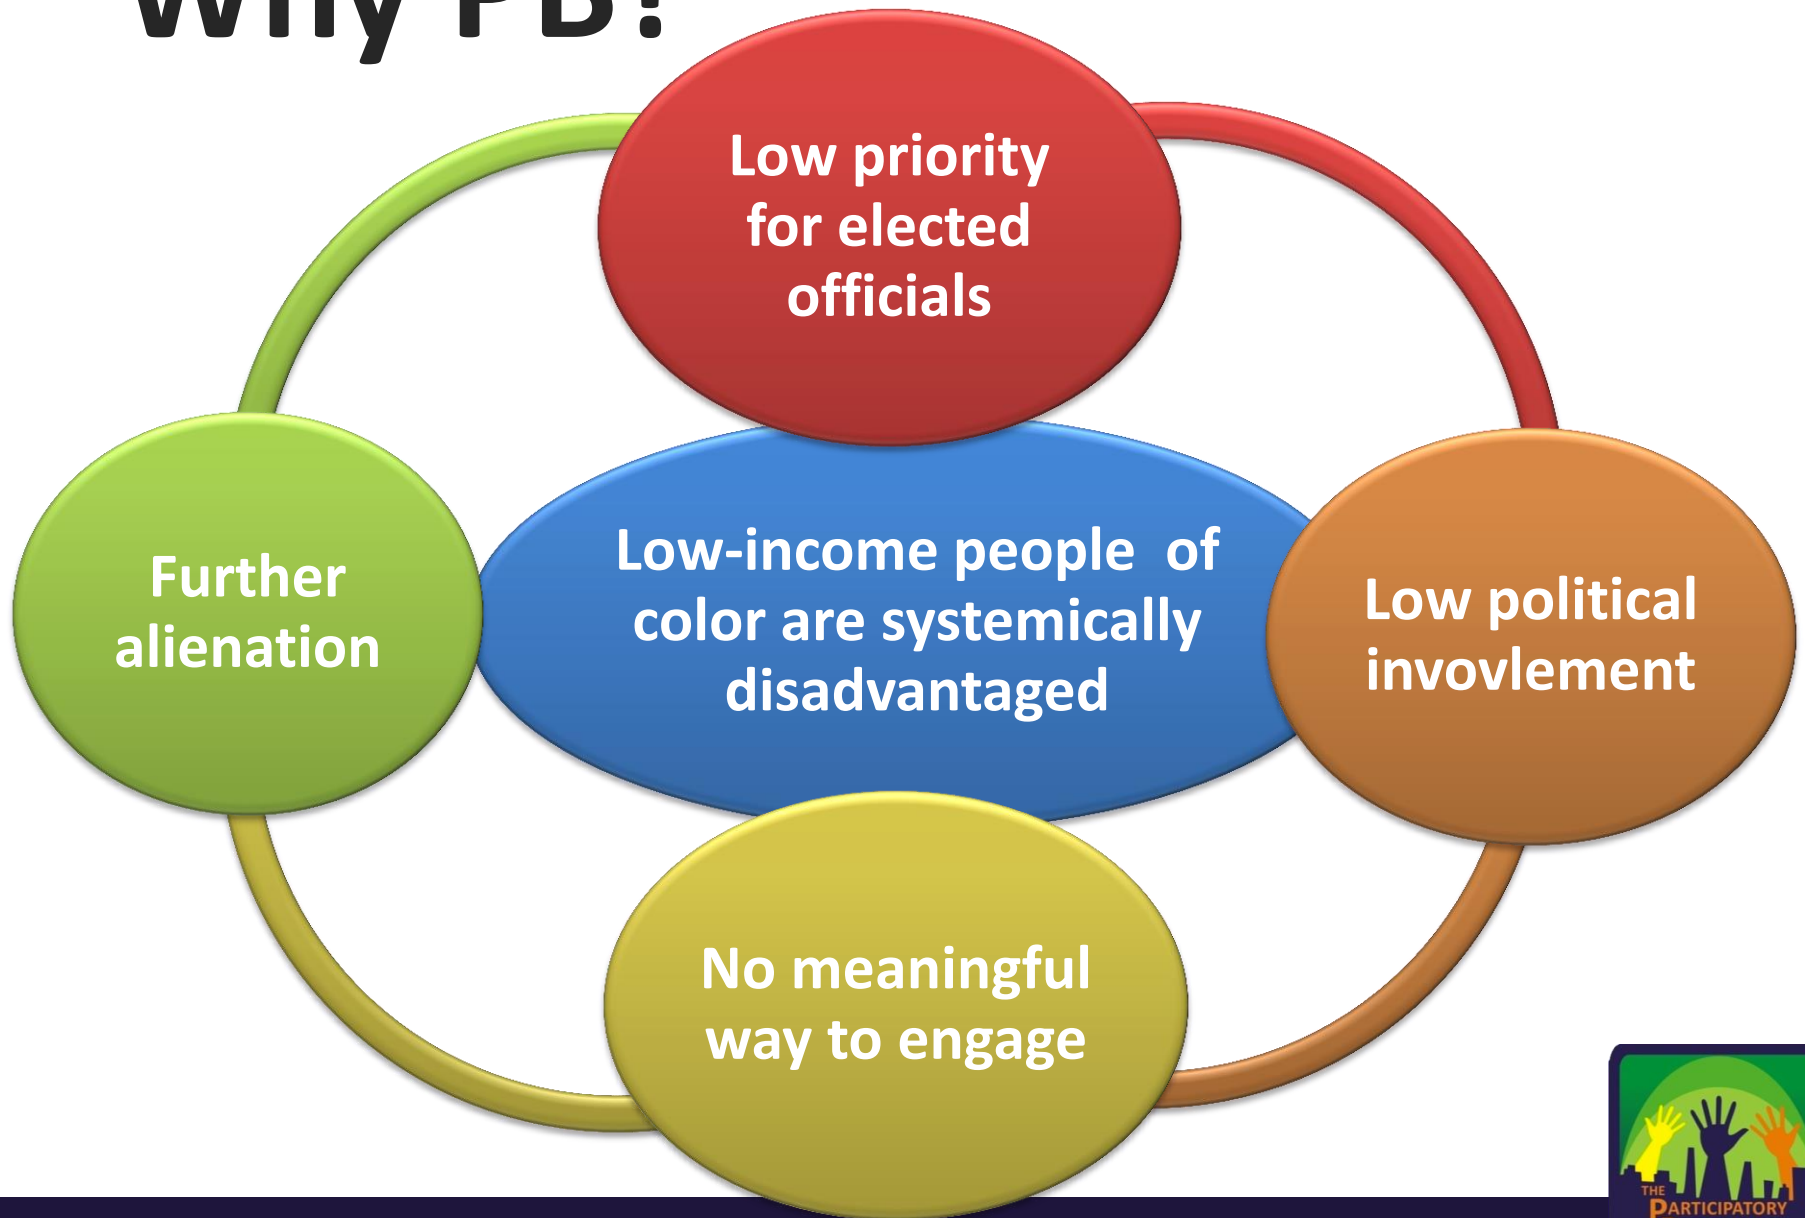 Why PB?
Low priority
for elected
officials
Further
alienation
Low-income people of
color are systemically
disadvantaged
Low political
invovlement
No meaningful
way to engage
THE
PARTICIPATORY